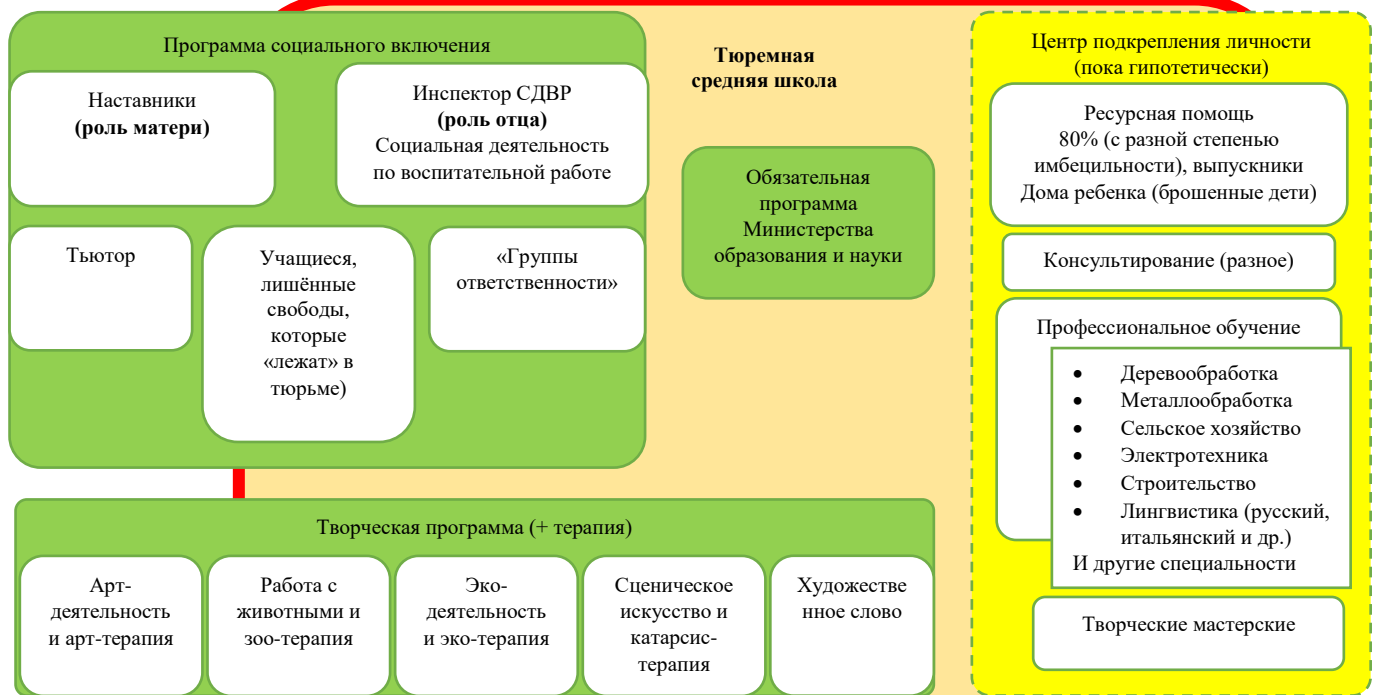 Программа социального включения
Наставники
(роль матери)
Инспектор СДВР
(роль отца)
Социальная деятельность
по воспитательной работе
Тьютор
Учащиеся,
лишённые
свободы,
которые
«лежат» в
тюрьме)
«Группы
ответственности»
Тюремная
средняя школа
Обязательная
программа
Министерства
образования и науки
Центр подкрепления личности
(пока гипотетически)
Ресурсная помощь
80% (с разной степенью
имбецильности), выпускники
Дома ребенка (брошенные дети)
Консультирование (разное)
Профессиональное обучение
• Деревообработка
• Металлообработка
• Сельское хозяйство
• Электротехника
• Строительство
• Лингвистика (русский,
итальянский и др.)
И другие специальности
Творческие мастерские
Творческая программа (+ терапия)
Арт-
деятельность
и арт-терапия
Работа с
животными и
зоо-терапия
Эко-
деятельность
и эко-терапия
Сценическое
искусство и
катарсис-
терапия
Художестве
нное слово